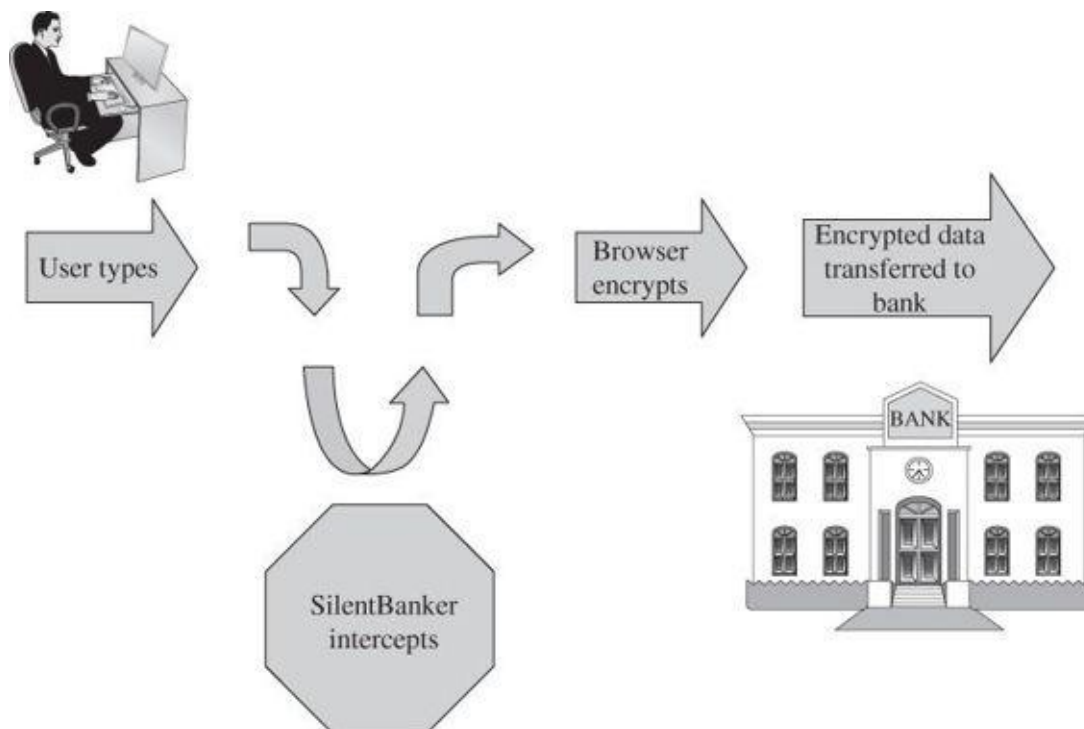 User types
Browser
encrypts
Encrypted data
transferred to
bank
BANK
SilentBanker
intercepts